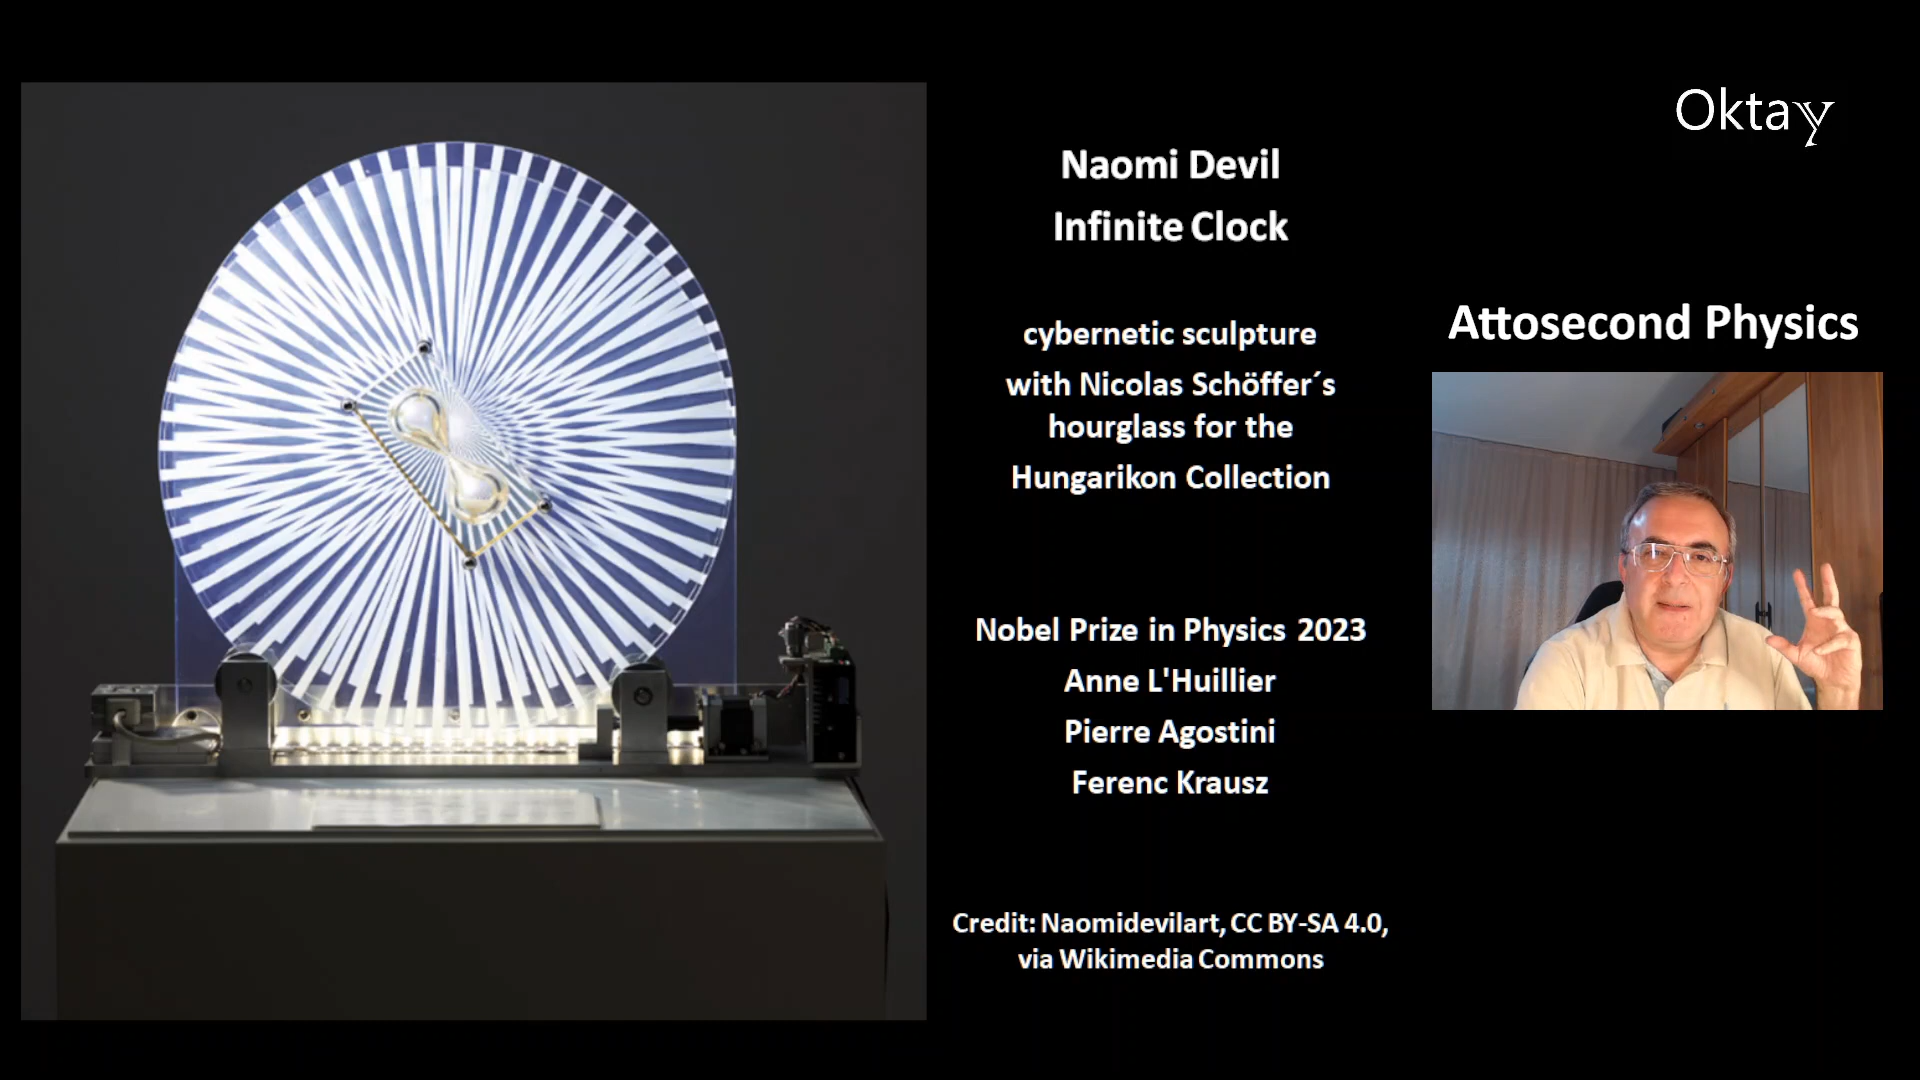 Oktay
Naomi Devil
Infinite Clock
cybernetic sculpture
with Nicolas Schöffer´s
hourglass for the
Hungarikon Collection
Attosecond Physics
Nobel Prize in Physics 2023
Anne L'Huillier
Pierre Agostini
Ferenc Krausz
Credit: Naomidevilart, CC BY-SA 4.0,
via Wikimedia Commons